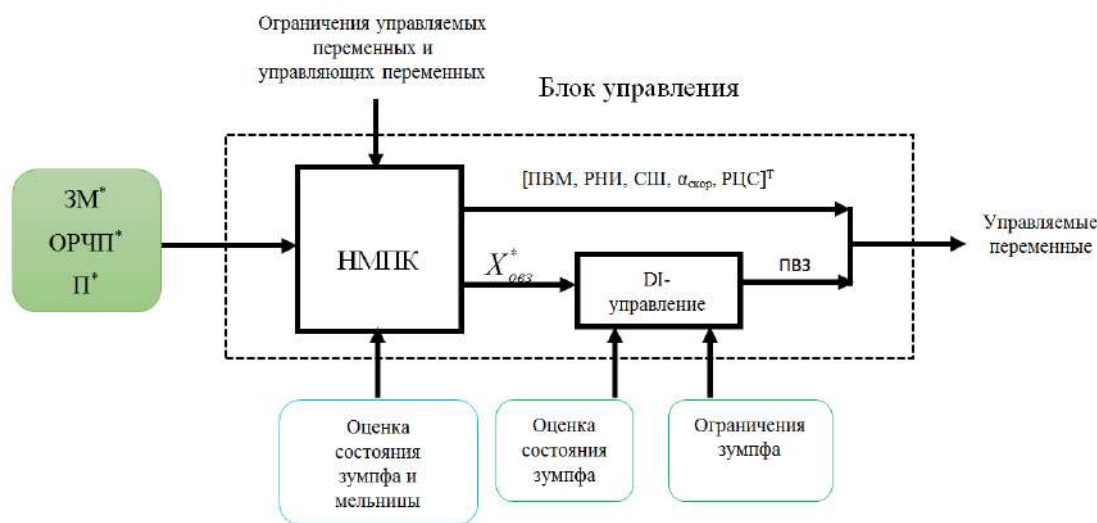 Ограничения управляемых
переменных и
управляющих переменных
Блок управления
ЗМ*
ОРЧП*
П*
НМПК
[ПВМ, РНИ, СШ, αскор, РЦС]ᵀ
X*овз
DI-
управление
ПВЗ
Управляемые
переменные
Оценка
состояния
зумпфа и
мельницы
Оценка
состояния
зумпфа
Ограничения
зумпфа